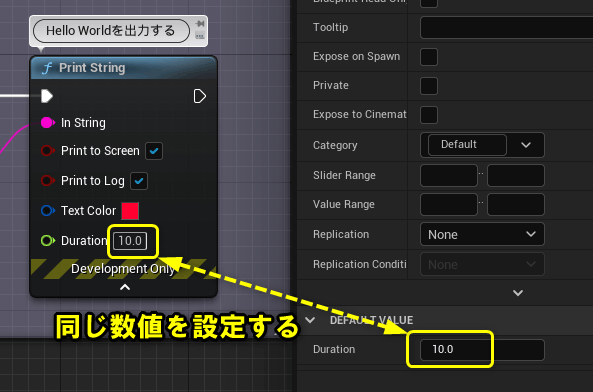 Hello Worldを出力する
f Print String
In String
Print to Screen
Print to Log
Text Color
Duration 10.0
Development Only
同じ数値を設定する
Tooltip
Expose on Spawn
Private
Expose to Cinemat
Category Default
Slider Range
Value Range
Replication None
Replication Conditi None
DEFAULT VALUE
Duration 10.0